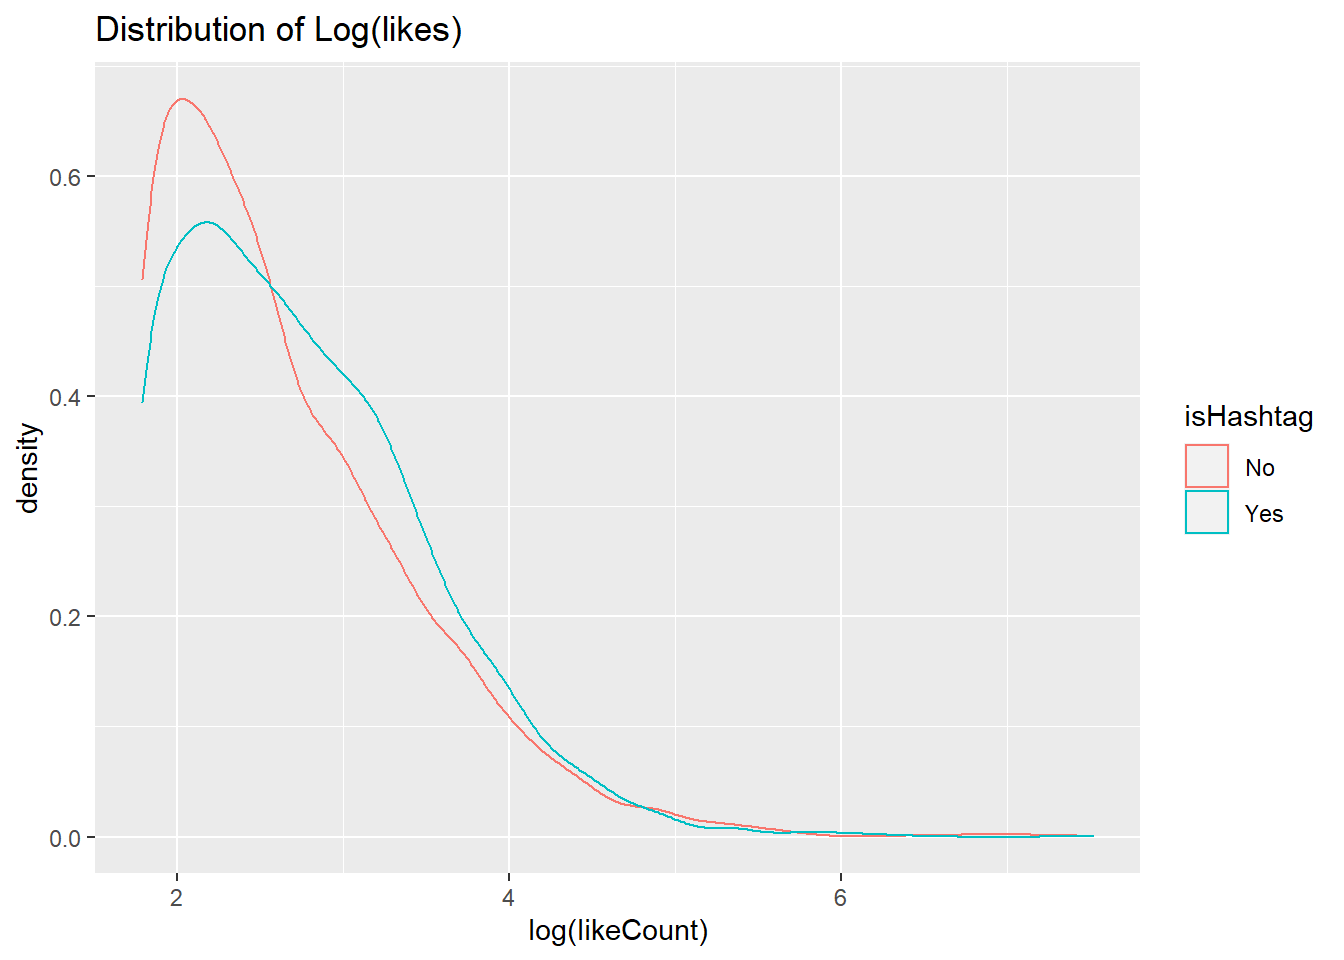 Distribution of Log(likes)
0.6
0.4
0.2
0.0
density
2 4 6
log(likeCount)
isHashtag
No
Yes